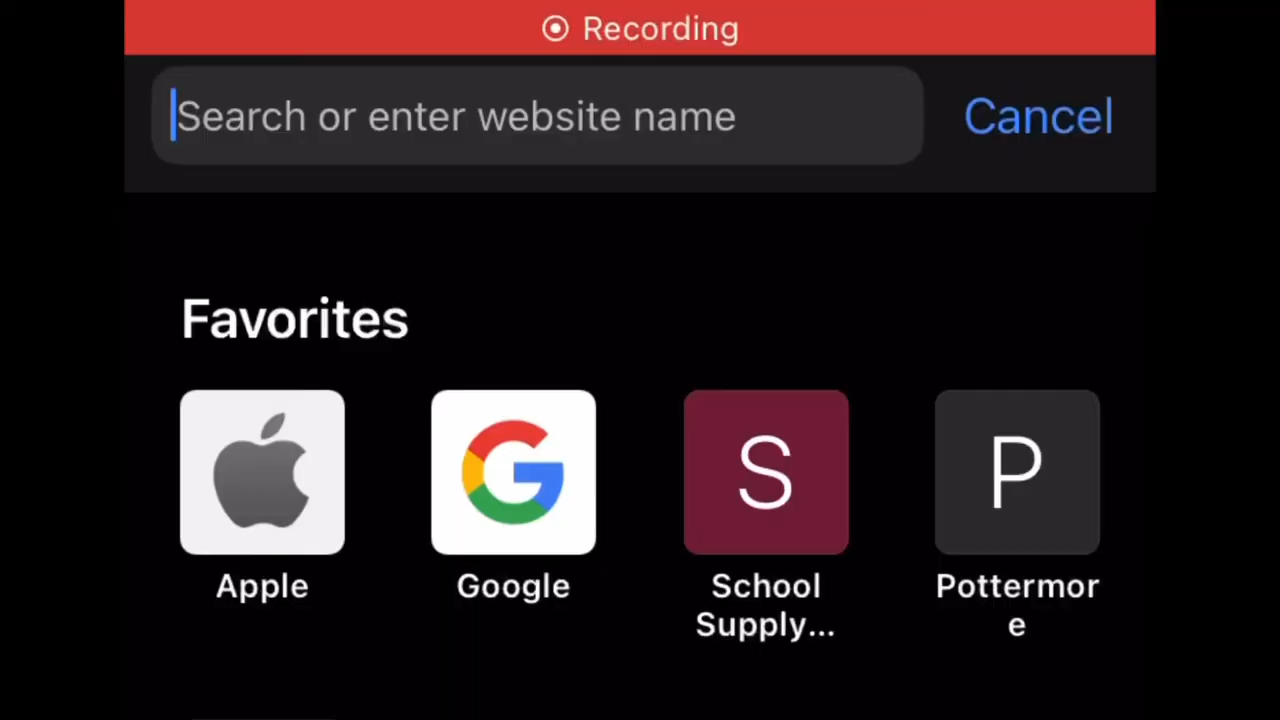 Recording
Search or enter website name
Cancel
Favorites
S
P
Apple
Google
School
Supply...
Pottermor
e